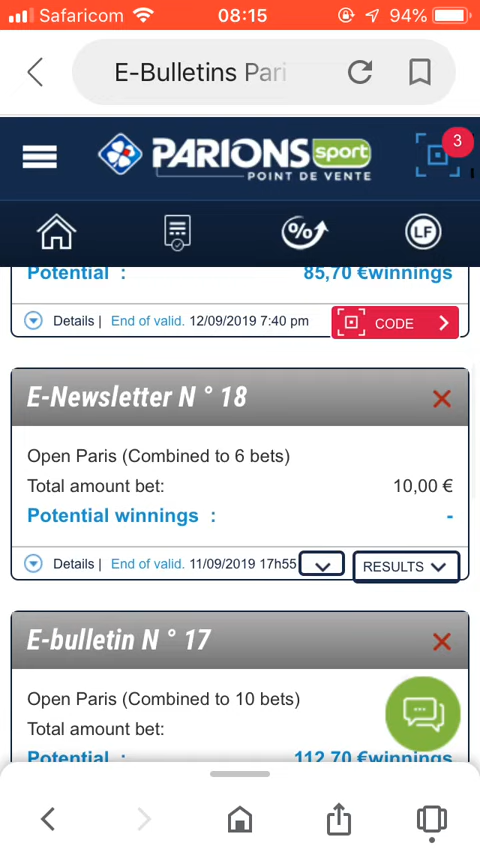 Safaricom 08:15 94%
E-Bulletins Pari
3
PARIONS sport
POINT DE VENTE
% LF
Potential : 85,70 €winnings
Details | End of valid. 12/09/2019 7:40 pm CODE
E-Newsletter N ° 18
Open Paris (Combined to 6 bets)
Total amount bet: 10,00 €
Potential winnings : -
Details | End of valid. 11/09/2019 17h55 RESULTS
E-bulletin N ° 17
Open Paris (Combined to 10 bets)
Total amount bet:
Potential : 112,70 €winnings